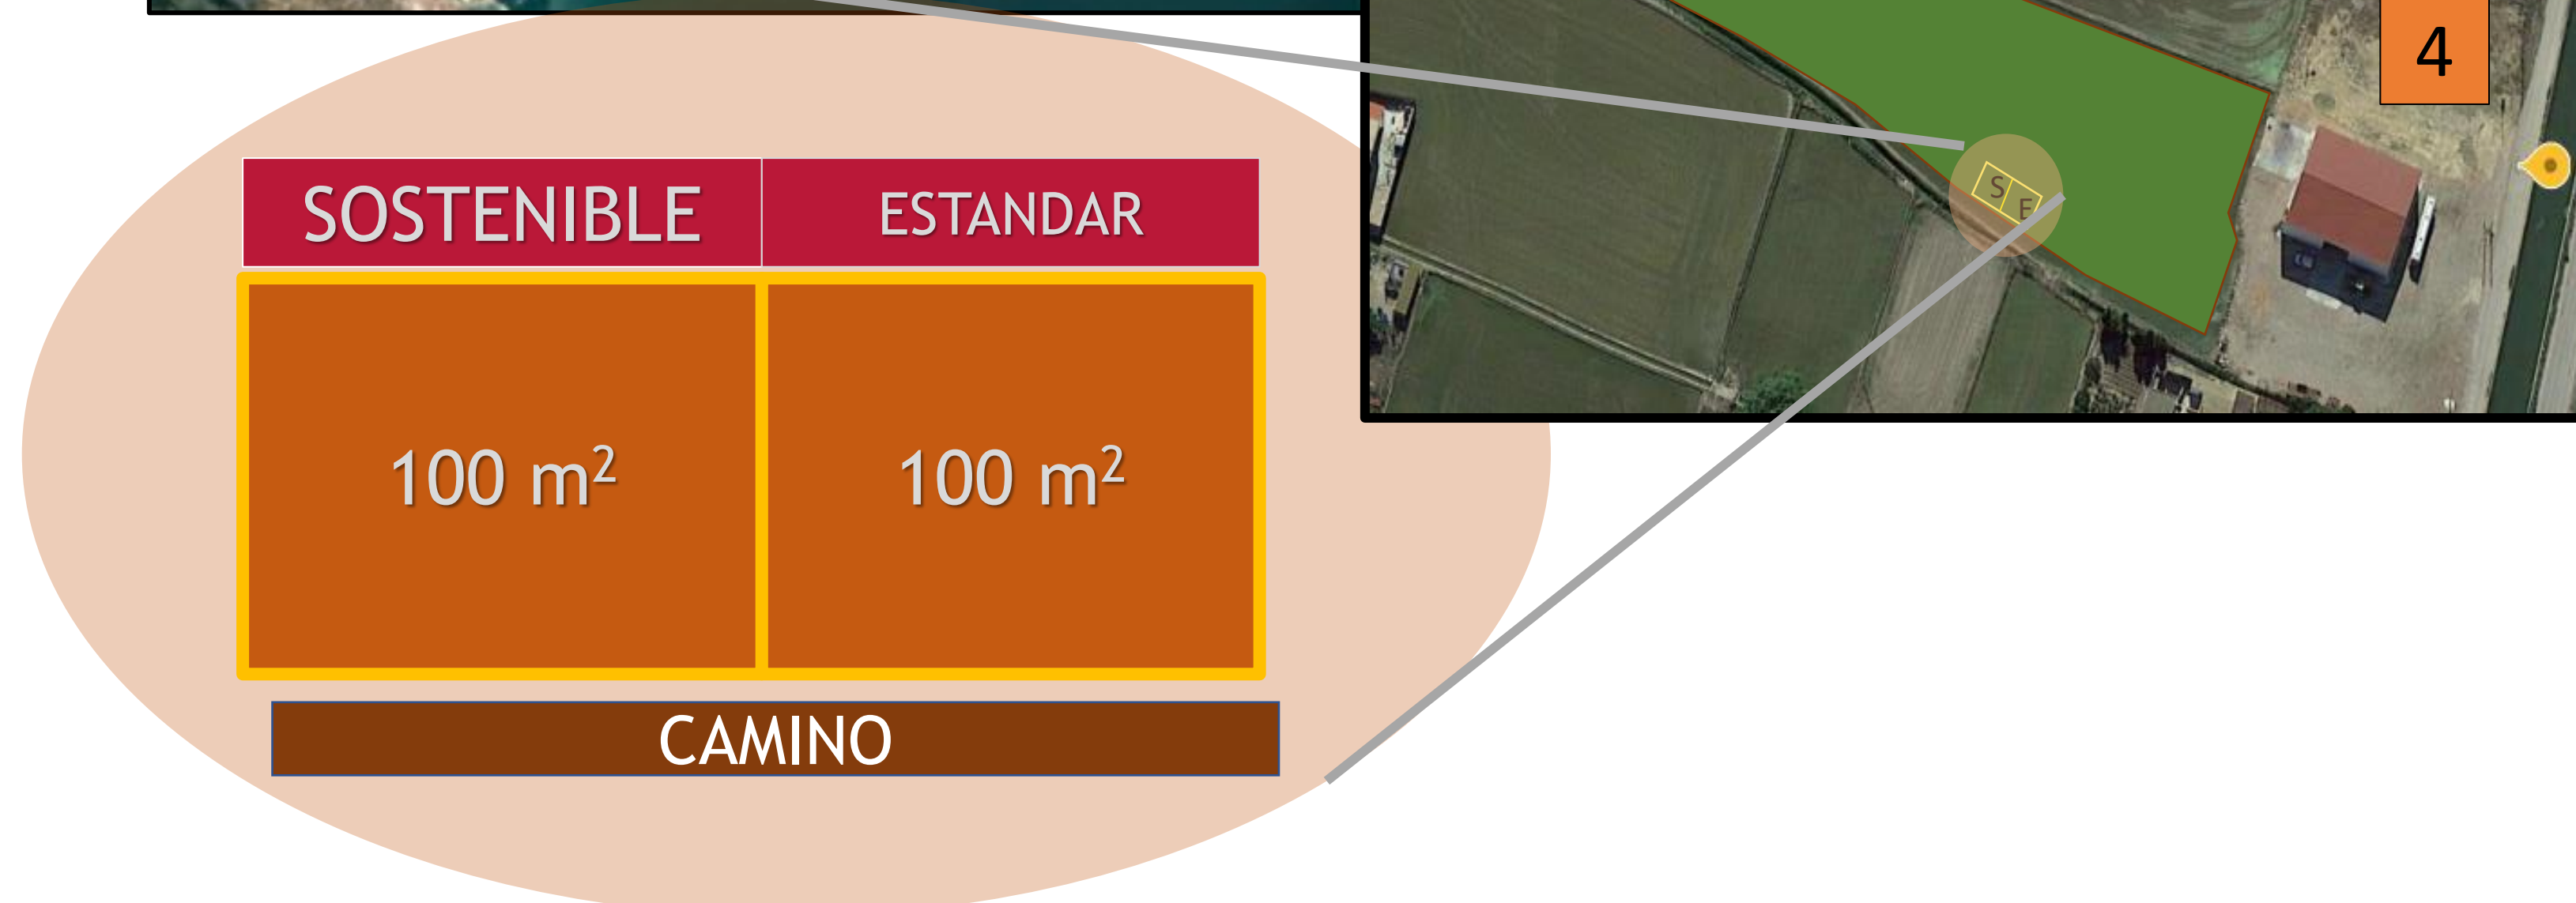 4
S
E
SOSTENIBLE ESTANDAR
100 m² 100 m²
CAMINO